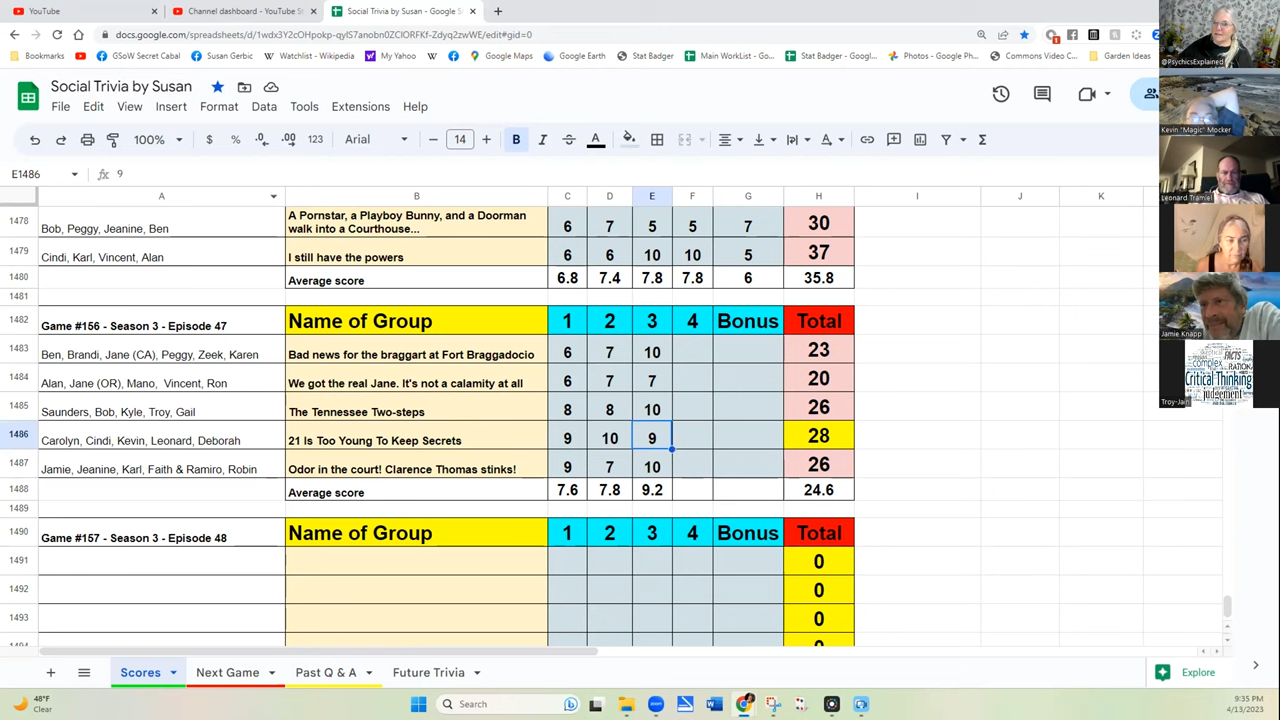 YouTube
Channel dashboard - YouTube St
Social Trivia by Susan - Google S
docs.google.com/spreadsheets/d/
Bookmarks GSoW Secret Cabal Susan Gerbic Watchlist - Wikipedia My Yahoo Google Google Earth Stat Badger Main WorkList - Go... Stat Badger - Googl... Photos - Google Ph... Commons Video C... Garden Ideas
Social Trivia by Susan
File Edit View Insert Format Data Tools Extensions Help
100% $ % .0 .00 123 Arial 14 B I A
E1486 fx 9
A B C D E F G H I J K
1478 Bob, Peggy, Jeanine, Ben A Pornstar, a Playboy Bunny, and a Doorman 6 7 5 5 7 30
walk into a Courthouse...
1479 Cindi, Karl, Vincent, Alan I still have the powers 6 6 10 10 5 37
1480 Average score 6.8 7.4 7.8 7.8 6 35.8
1481
1482 Game #156 - Season 3 - Episode 47 Name of Group 1 2 3 4 Bonus Total
1483 Ben, Brandi, Jane (CA), Peggy, Zeek, Karen Bad news for the braggart at Fort Braggadoc 6 7 10 23
1484 Alan, Jane (OR), Mano, Vincent, Ron We got the real Jane. It's not a calamity at all 6 7 7 20
1485 Saunders, Bob, Kyle, Troy, Gail The Tennessee Two-steps 8 8 10 26
1486 Carolyn, Cindi, Kevin, Leonard, Deborah 21 Is Too Young To Keep Secrets 9 10 9 28
1487 Jamie, Jeanine, Karl, Faith & Ramiro, Robin Odor in the court! Clarence Thomas stinks! 9 7 10 26
1488 Average score 7.6 7.8 9.2 24.6
1489
1490 Game #157 - Season 3 - Episode 48 Name of Group 1 2 3 4 Bonus Total
1491 0
1492 0
1493 0
1494
Scores Next Game Past Q & A Future Trivia Explore
48°F
Clear
Search
9:35 PM
4/13/2023
@PsychicsExplained
Kevin "Magic" Mocker
Leonard Tramiel
Jamie Knapp
complex
FACTS
RATION
Critical Thinking
judgement
Troy-Jain